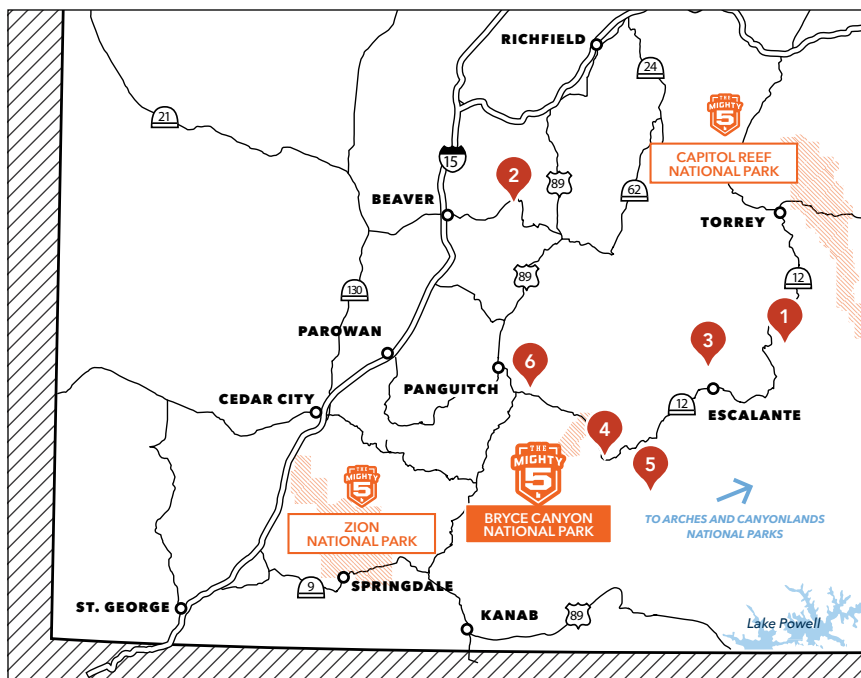 RICHFIELD
24
21
THE
MIGHTY
5
CAPITOL REEF
NATIONAL PARK
15
2
89
62
BEAVER
TORREY
12
89
130
1
PAROWAN
3
6
PANGUITCH
CEDAR CITY
12
ESCALANTE
4
THE
MIGHTY
5
5
THE
MIGHTY
5
TO ARCHES AND CANYONLANDS
NATIONAL PARKS
BRYCE CANYON
NATIONAL PARK
ZION
NATIONAL PARK
9
SPRINGDALE
ST. GEORGE
KANAB
89
Lake Powell